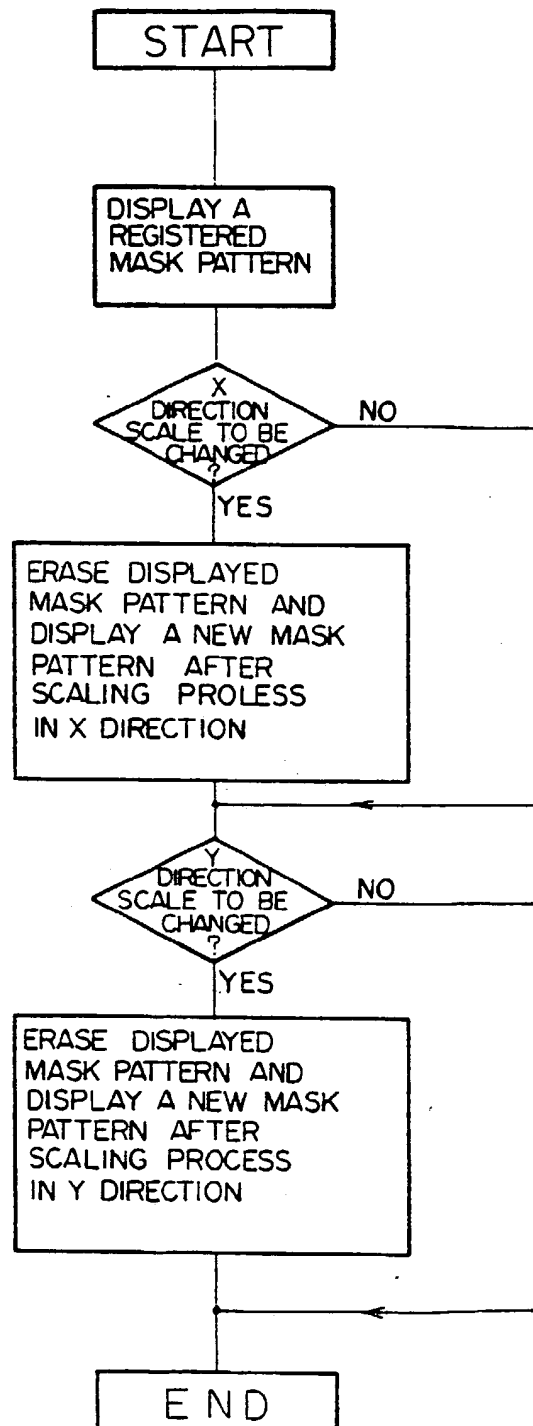 START
DISPLAY A
REGISTERED
MASK PATTERN
X
DIRECTION
SCALE TO BE
CHANGED
?
NO
YES
ERASE DISPLAYED
MASK PATTERN AND
DISPLAY A NEW MASK
PATTERN AFTER
SCALING PROLESS
IN X DIRECTION
Y
DIRECTION
SCALE TO BE
CHANGED
?
NO
YES
ERASE DISPLAYED
MASK PATTERN AND
DISPLAY A NEW MASK
PATTERN AFTER
SCALING PROCESS
IN Y DIRECTION
END